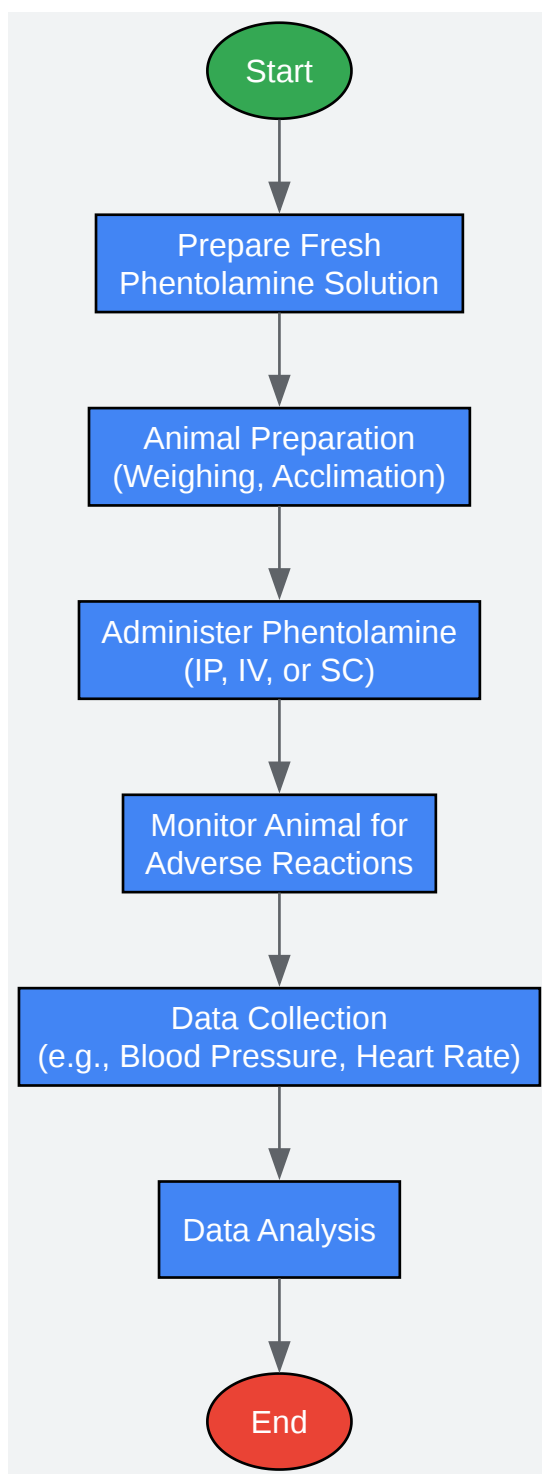 Start
Prepare Fresh
Phentolamine Solution
Animal Preparation
(Weighing, Acclimation)
Administer Phentolamine
(IP, IV, or SC)
Monitor Animal for
Adverse Reactions
Data Collection
(e.g., Blood Pressure, Heart Rate)
Data Analysis
End